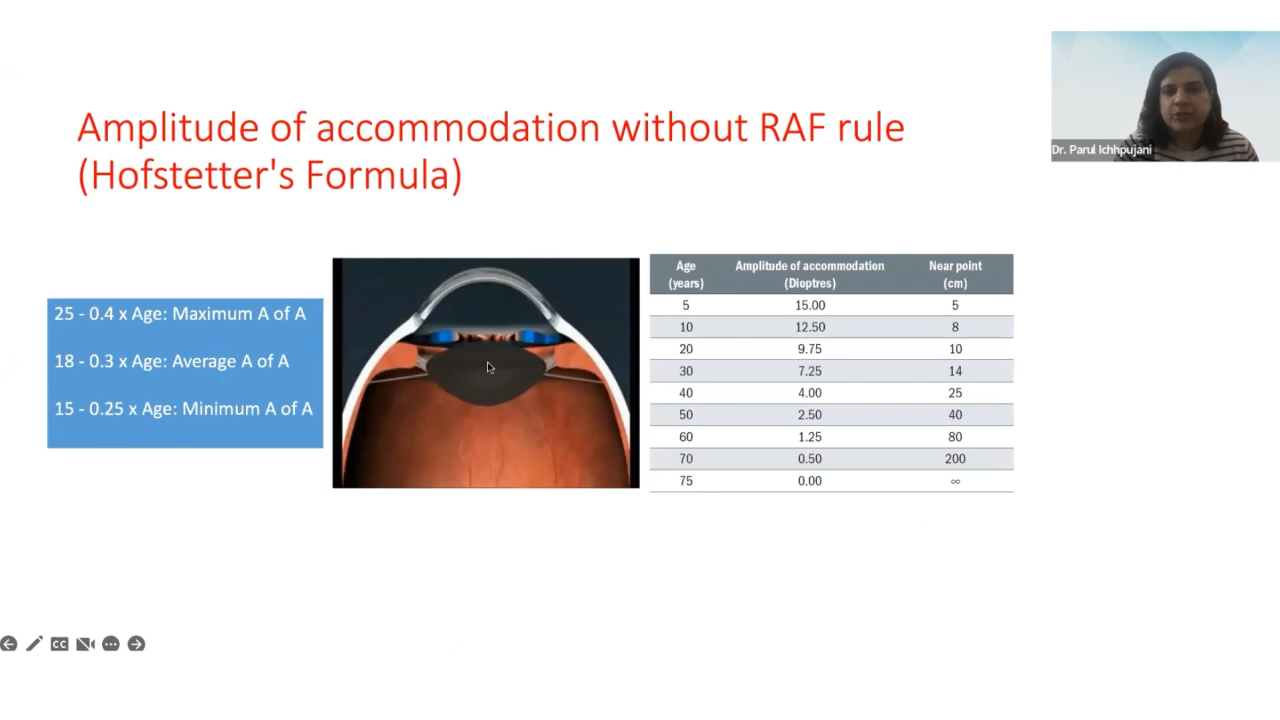 Amplitude of accommodation without RAF rule
(Hofstetter's Formula)
Dr. Parul Ichhpujani
25 - 0.4 x Age: Maximum A of A
18 - 0.3 x Age: Average A of A
15 - 0.25 x Age: Minimum A of A
Age (years) Amplitude of accommodation (Dioptres) Near point (cm)
5 15.00 5
10 12.50 8
20 9.75 10
30 7.25 14
40 4.00 25
50 2.50 40
60 1.25 80
70 0.50 200
75 0.00 ∞
CC